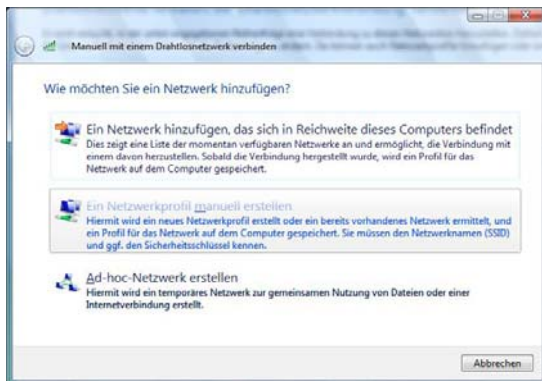 Manuell mit einem Drahtlosnetzwerk verbinden
Wie möchten Sie ein Netzwerk hinzufügen?
Ein Netzwerk hinzufügen, das sich in Reichweite dieses Computers befindet
Dies zeigt eine Liste der momentan verfügbaren Netzwerke an und ermöglicht, die Verbindung mit
einem davon herzustellen. Sobald die Verbindung hergestellt wurde, wird ein Profil für das
Netzwerk auf dem Computer gespeichert.
Ein Netzwerkprofil manuell erstellen
Hiermit wird ein neues Netzwerkprofil erstellt oder ein bereits vorhandenes Netzwerk ermittelt, und
ein Profil für das Netzwerk auf dem Computer gespeichert. Sie müssen den Netzwerknamen (SSID)
und ggf. den Sicherheitsschlüssel kennen.
Ad-hoc-Netzwerk erstellen
Hiermit wird ein temporäres Netzwerk zur gemeinsamen Nutzung von Dateien oder einer
Internetverbindung erstellt.
Abbrechen